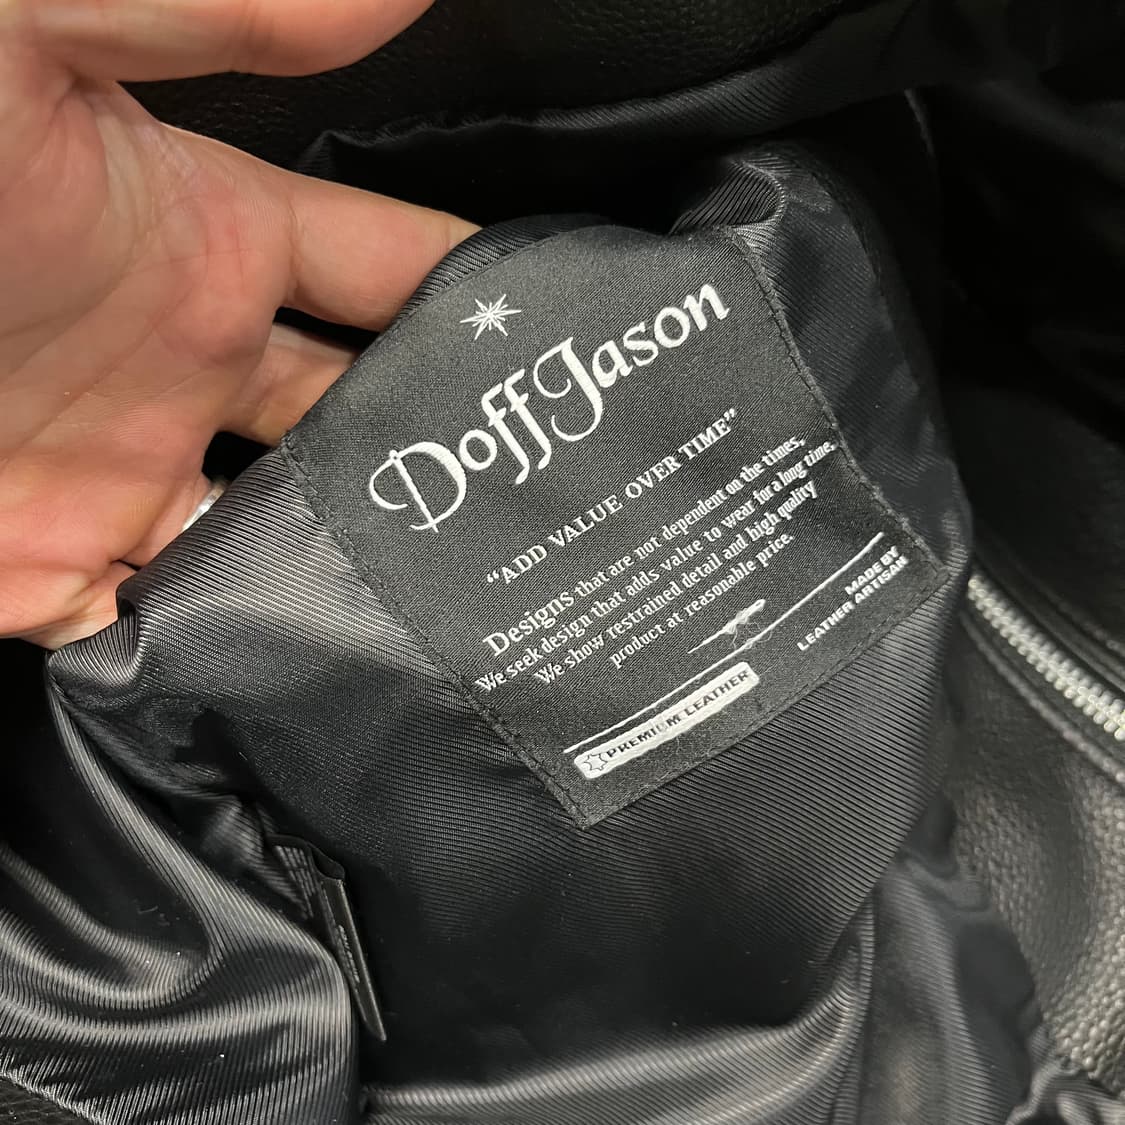 Doff Jason
“ADD VALUE OVER TIME”
Designs that are not dependent on the times,
We seek design that adds value to wear for a long time.
We show restrained detail and high quality
product at reasonable price.
MADE BY
LEATHER ARTISAN
PREMIUM LEATHER